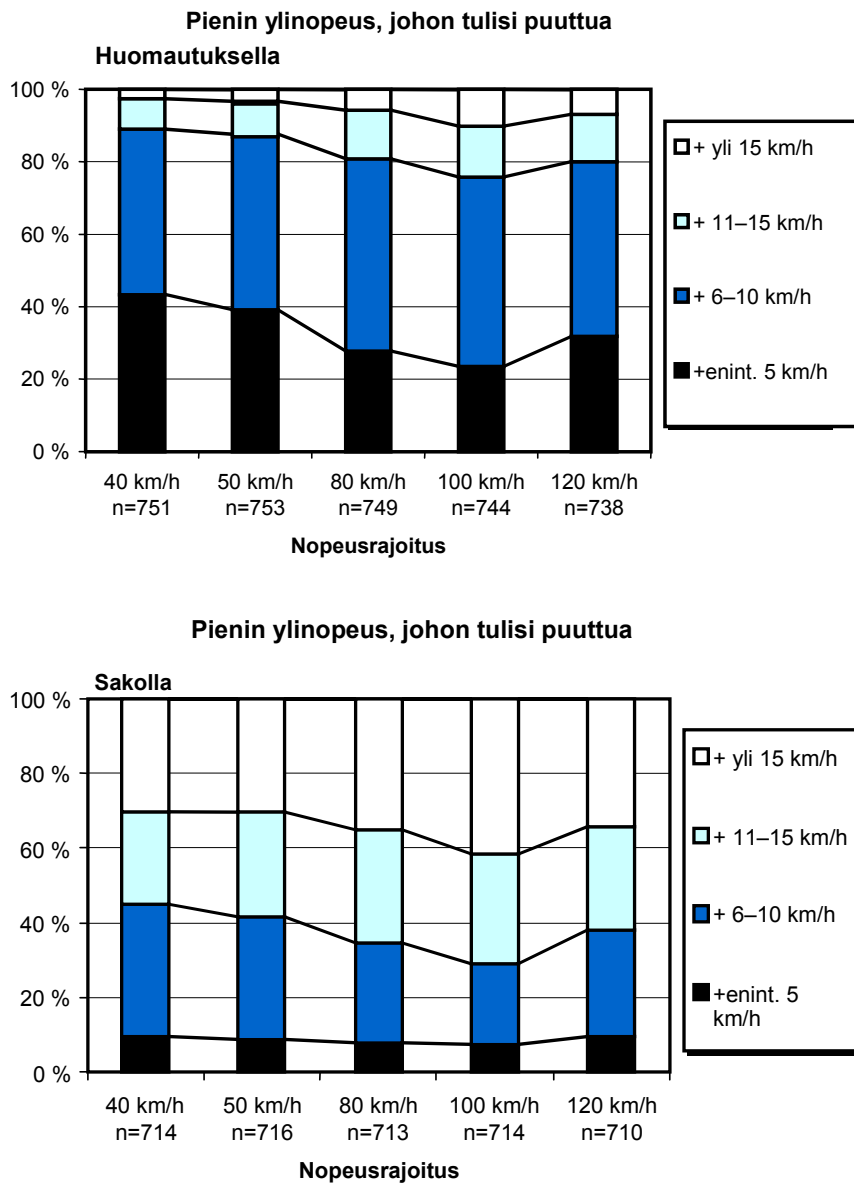 Pienin ylinopeus, johon tulisi puuttua
Huomautuksella
100 %
80 %
60 %
40 %
20 %
0 %
40 km/h
n=751
50 km/h
n=753
80 km/h
n=749
100 km/h
n=744
120 km/h
n=738
Nopeusrajoitus
+ yli 15 km/h
+ 11–15 km/h
+ 6–10 km/h
+enint. 5 km/h
Pienin ylinopeus, johon tulisi puuttua
Sakolla
100 %
80 %
60 %
40 %
20 %
0 %
40 km/h
n=714
50 km/h
n=716
80 km/h
n=713
100 km/h
n=714
120 km/h
n=710
Nopeusrajoitus
+ yli 15 km/h
+ 11–15 km/h
+ 6–10 km/h
+enint. 5
km/h